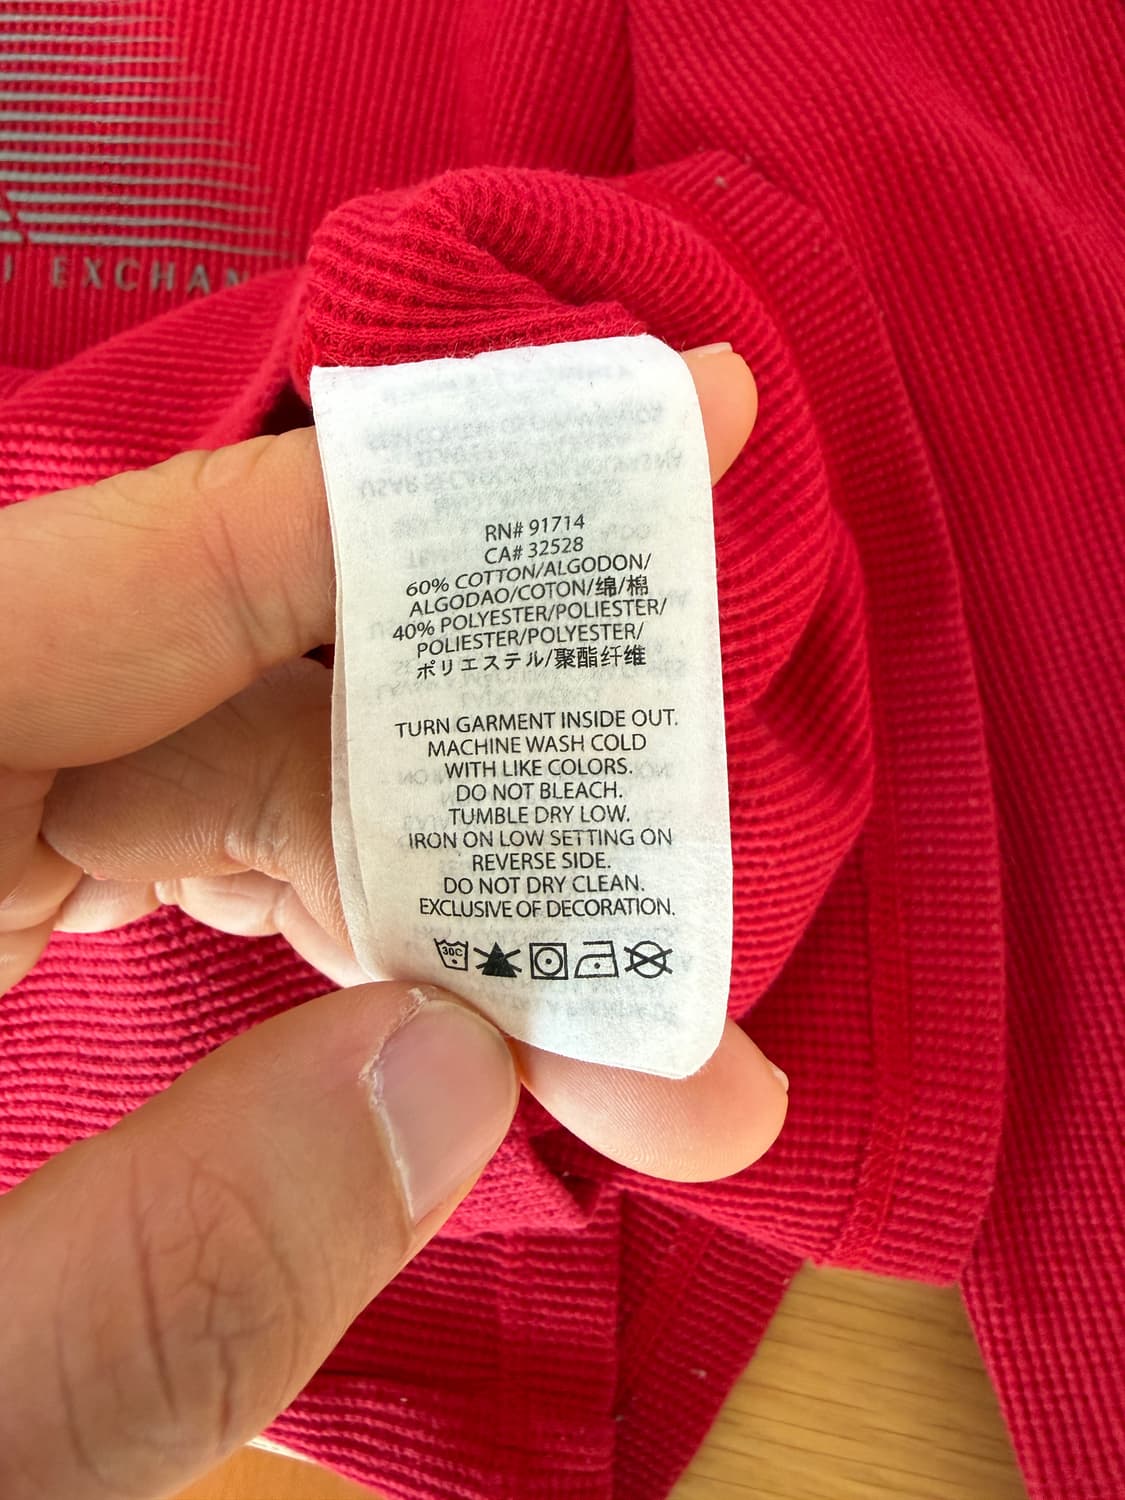 EXCHAN
RN# 91714
CA# 32528
60% COTTON/ALGODON/
ALGODAO/COTON/绵/棉
40% POLYESTER/POLIESTER/
POLIESTER/POLYESTER/
ポリエステル/聚酯纤维
TURN GARMENT INSIDE OUT.
MACHINE WASH COLD
WITH LIKE COLORS.
DO NOT BLEACH.
TUMBLE DRY LOW.
IRON ON LOW SETTING ON
REVERSE SIDE.
DO NOT DRY CLEAN.
EXCLUSIVE OF DECORATION.
30C